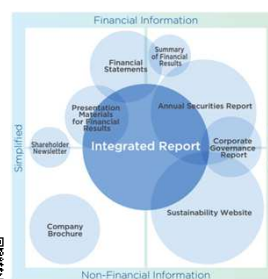 Financial Information
Summary
of Financial
Results
Financial
Statements
Presentation
Materials
for Financial
Results
Annual Securities Report
Simplified
Shareholder
Newsletter
Integrated Report
Corporate
Governance
Report
Sustainability Website
Company
Brochure
Non-Financial Information